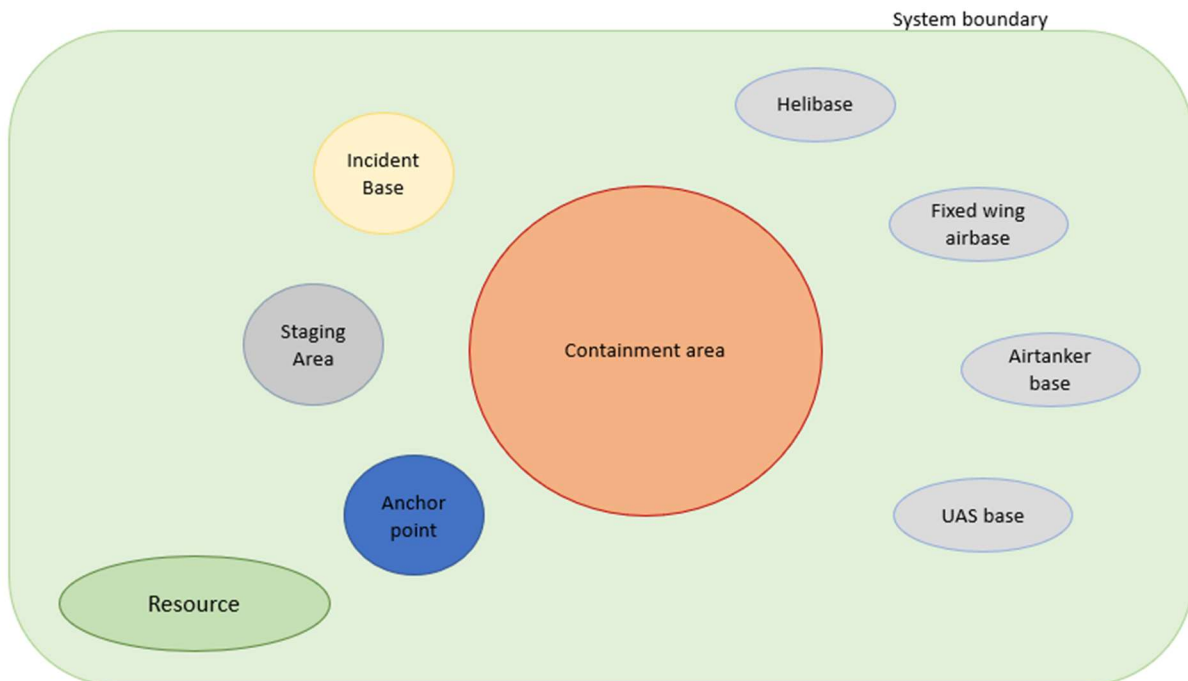 System boundary
Helibase
Incident
Base
Fixed wing
airbase
Staging
Area
Containment area
Airtanker
base
Anchor
point
UAS base
Resource